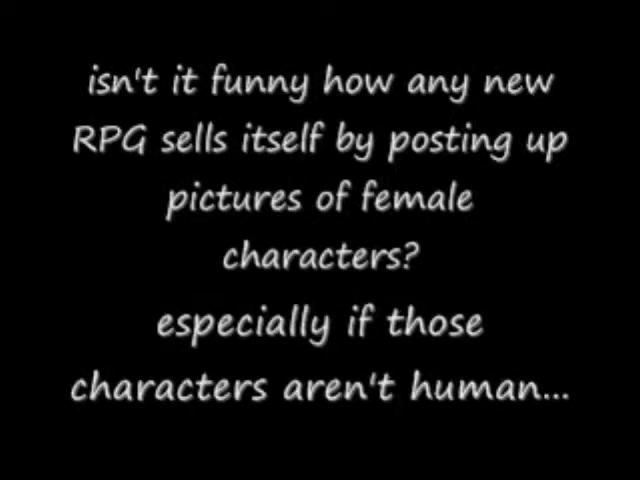 isn't it funny how any new
RPG sells itself by posting up
pictures of female
characters?
especially if those
characters aren't human...